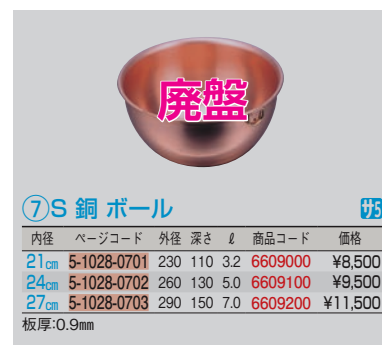 廃盤
⑦S 銅 ボール サ5
内径 ページコード 外径 深さ ℓ 商品コード 価格
21㎝ 5-1028-0701 230 110 3.2 6609000 ¥8,500
24㎝ 5-1028-0702 260 130 5.0 6609100 ¥9,500
27㎝ 5-1028-0703 290 150 7.0 6609200 ¥11,500
板厚:0.9㎜